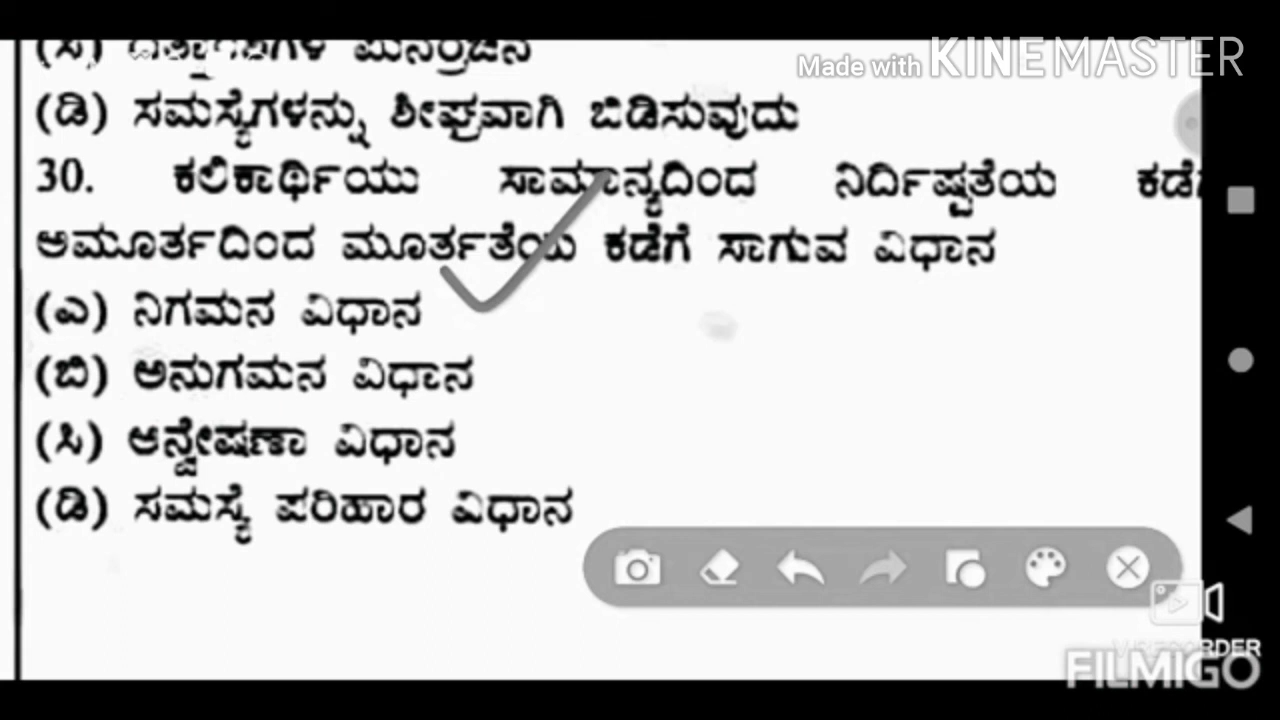 Made with KINEMASTER
(ಡಿ) ಸಮಸ್ಯೆಗಳನ್ನು ಶೀಘ್ರವಾಗಿ ಬಿಡಿಸುವುದು
30. ಕಲಿಕಾರ್ಥಿಯು ಸಾಮಾನ್ಯದಿಂದ ನಿರ್ದಿಷ್ಟತೆಯ
ಅಮೂರ್ತದಿಂದ ಮೂರ್ತತೆಯ ಕಡೆಗೆ ಸಾಗುವ ವಿಧಾನ
(ಎ) ನಿಗಮನ ವಿಧಾನ
(ಬಿ) ಅನುಗಮನ ವಿಧಾನ
(ಸಿ) ಅನ್ವೇಷಣಾ ವಿಧಾನ
(ಡಿ) ಸಮಸ್ಯೆ ಪರಿಹಾರ ವಿಧಾನ
FILMIGO